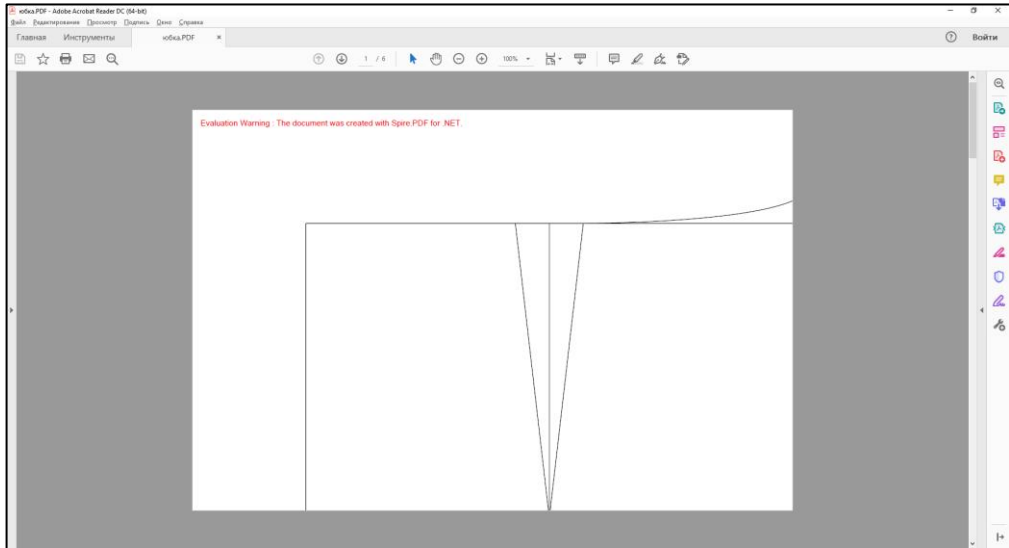 юбка.PDF - Adobe Acrobat Reader DC (64-bit)
Файл Редактирование Просмотр Подпись Окно Справка
Главная Инструменты юбка.PDF × Войти
1 / 6 100%
Evaluation Warning : The document was created with Spire.PDF for .NET.